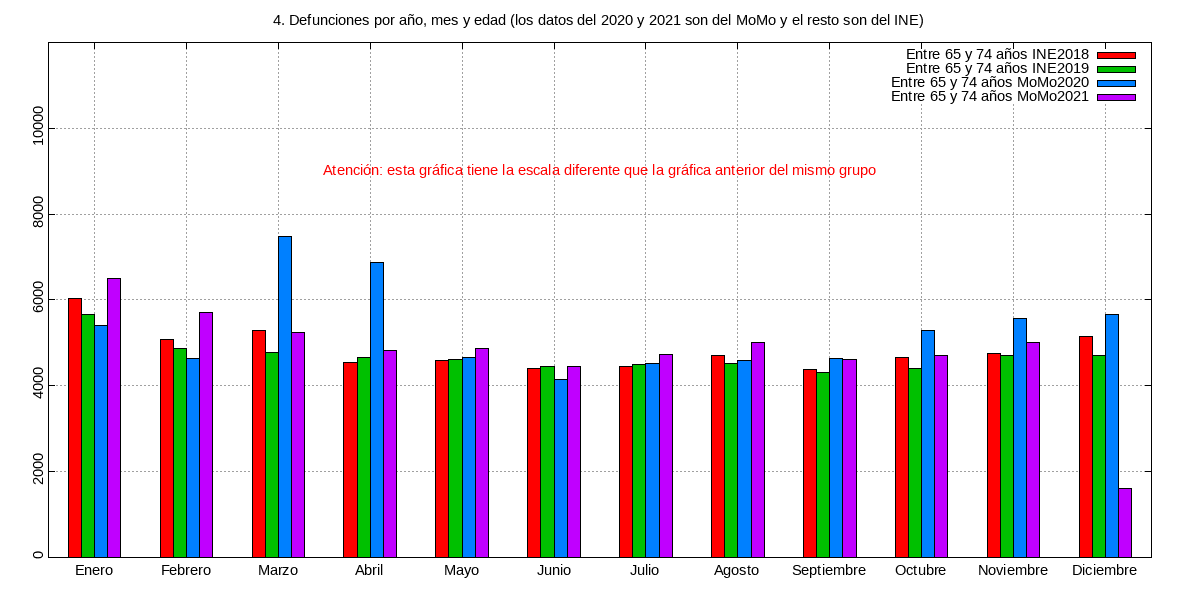 4. Defunciones por año, mes y edad (los datos del 2020 y 2021 son del MoMo y el resto son del INE)
Entre 65 y 74 años INE2018
Entre 65 y 74 años INE2019
Entre 65 y 74 años MoMo2020
Entre 65 y 74 años MoMo2021
Atención: esta gráfica tiene la escala diferente que la gráfica anterior del mismo grupo
10000
8000
6000
4000
2000
0
Enero Febrero Marzo Abril Mayo Junio Julio Agosto Septiembre Octubre Noviembre Diciembre